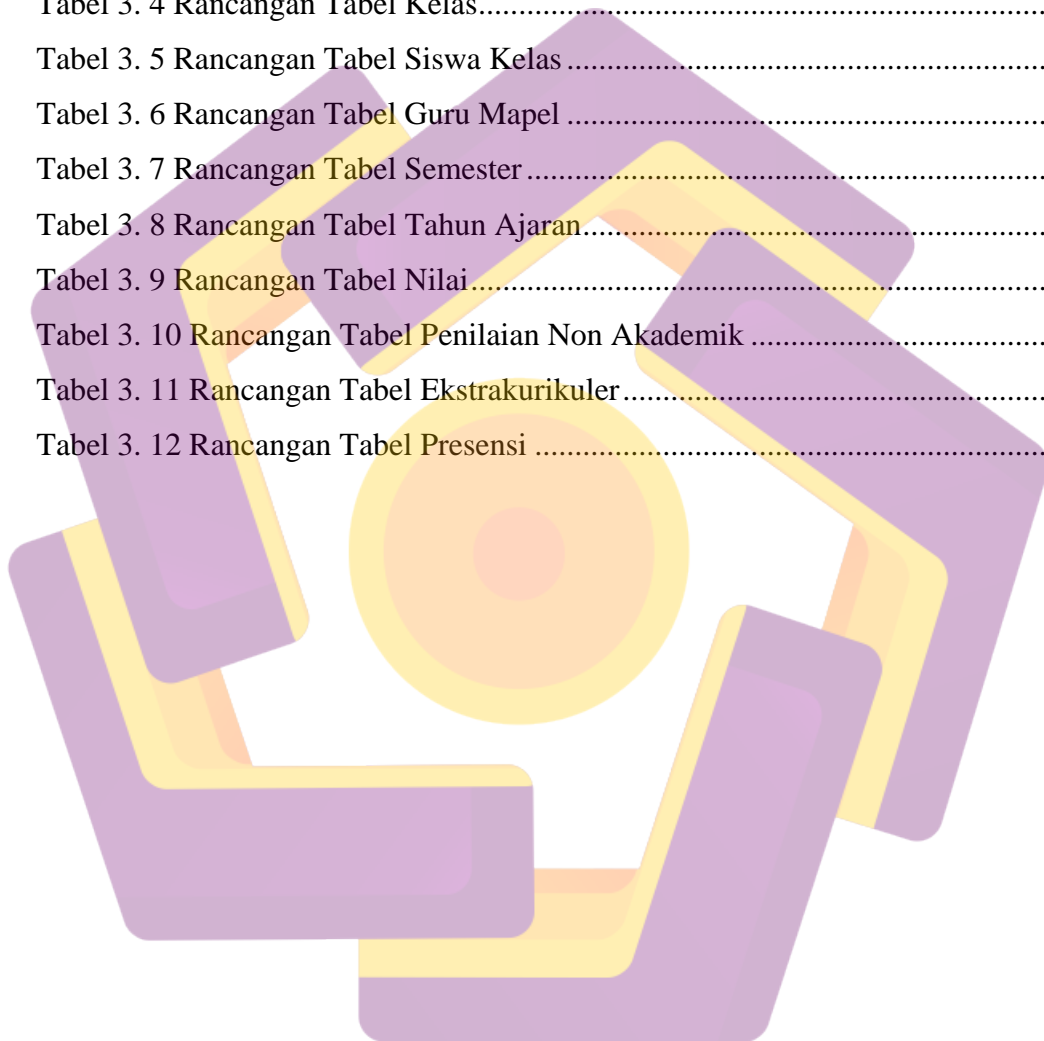 Tabel 3. 4 Rancangan Tabel Kelas..............................................................................
Tabel 3. 5 Rancangan Tabel Siswa Kelas ..................................................................
Tabel 3. 6 Rancangan Tabel Guru Mapel ..................................................................
Tabel 3. 7 Rancangan Tabel Semester .......................................................................
Tabel 3. 8 Rancangan Tabel Tahun Ajaran................................................................
Tabel 3. 9 Rancangan Tabel Nilai...............................................................................
Tabel 3. 10 Rancangan Tabel Penilaian Non Akademik ........................................
Tabel 3. 11 Rancangan Tabel Ekstrakurikuler...........................................................
Tabel 3. 12 Rancangan Tabel Presensi ......................................................................